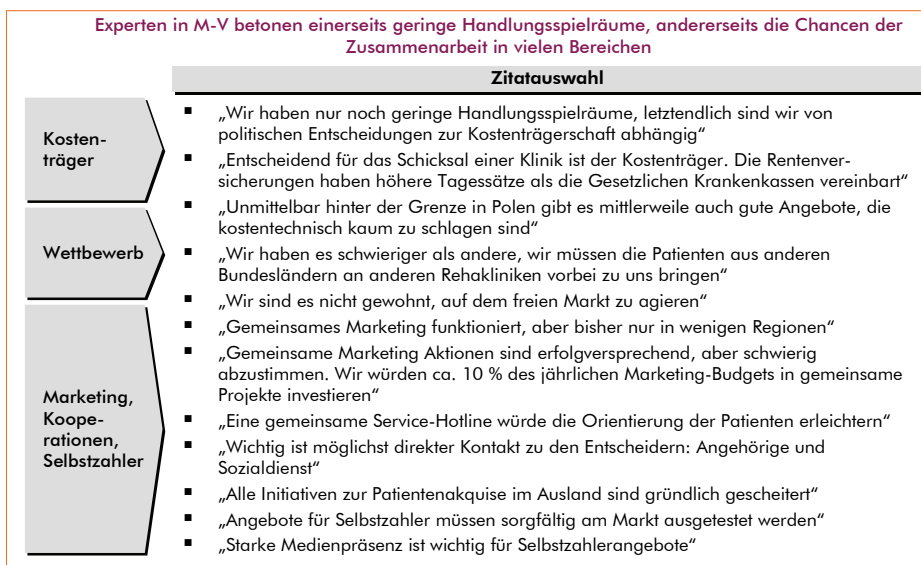 Experten in M-V betonen einerseits geringe Handlungsspielräume, andererseits die Chancen der
Zusammenarbeit in vielen Bereichen
Zitatauswahl
Kosten-
träger
▪ „Wir haben nur noch geringe Handlungsspielräume, letztendlich sind wir von
politischen Entscheidungen zur Kostenträgerschaft abhängig“
▪ „Entscheidend für das Schicksal einer Klinik ist der Kostenträger. Die Rentenver-
sicherungen haben höhere Tagessätze als die Gesetzlichen Krankenkassen vereinbart“
Wettbewerb
▪ „Unmittelbar hinter der Grenze in Polen gibt es mittlerweile auch gute Angebote, die
kostentechnisch kaum zu schlagen sind“
▪ „Wir haben es schwieriger als andere, wir müssen die Patienten aus anderen
Bundesländern an anderen Rehakliniken vorbei zu uns bringen“
▪ „Wir sind es nicht gewohnt, auf dem freien Markt zu agieren“
Marketing,
Koope-
rationen,
Selbstzahler
▪ „Gemeinsames Marketing funktioniert, aber bisher nur in wenigen Regionen“
▪ „Gemeinsame Marketing Aktionen sind erfolgversprechend, aber schwierig
abzustimmen. Wir würden ca. 10 % des jährlichen Marketing-Budgets in gemeinsame
Projekte investieren“
▪ „Eine gemeinsame Service-Hotline würde die Orientierung der Patienten erleichtern“
▪ „Wichtig ist möglichst direkter Kontakt zu den Entscheidern: Angehörige und
Sozialdienst“
▪ „Alle Initiativen zur Patientenakquise im Ausland sind gründlich gescheitert“
▪ „Angebote für Selbstzahler müssen sorgfältig am Markt ausgetestet werden“
▪ „Starke Medienpräsenz ist wichtig für Selbstzahlerangebote“